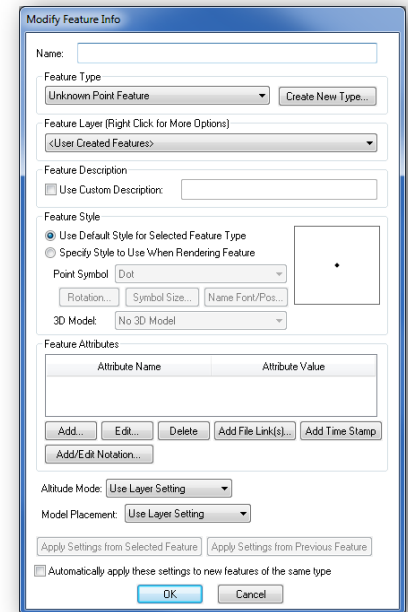 Modify Feature Info
Name:
Feature Type
Unknown Point Feature
Create New Type...
Feature Layer (Right Click for More Options)
<User Created Features>
Feature Description
Use Custom Description:
Feature Style
Use Default Style for Selected Feature Type
Specify Style to Use When Rendering Feature
Point Symbol Dot
Rotation... Symbol Size... Name Font/Pos...
3D Model: No 3D Model
Feature Attributes
Attribute Name Attribute Value
Add... Edit... Delete Add File Link(s)... Add Time Stamp
Add/Edit Notation...
Altitude Mode: Use Layer Setting
Model Placement: Use Layer Setting
Apply Settings from Selected Feature Apply Settings from Previous Feature
Automatically apply these settings to new features of the same type
OK Cancel